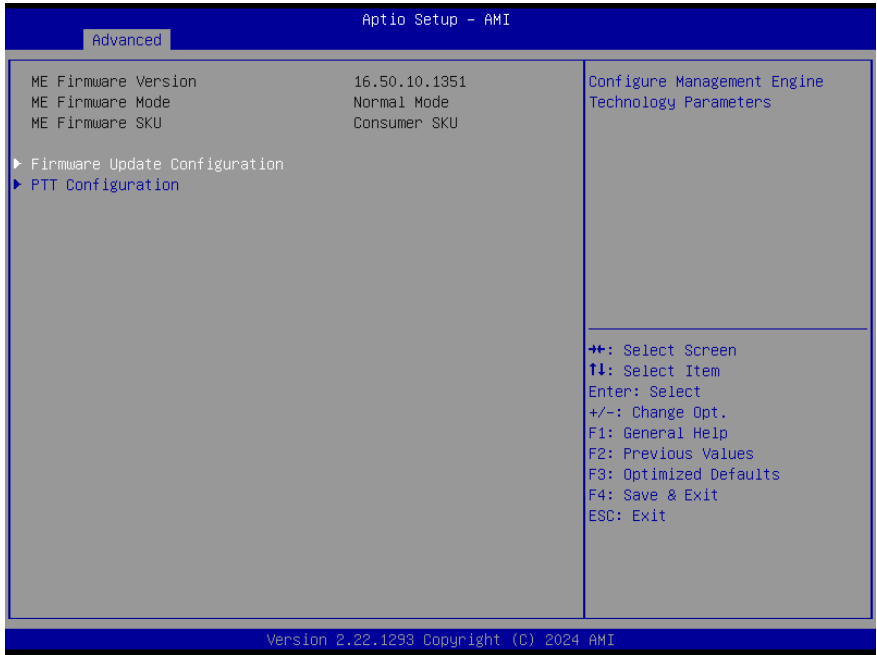 Aptio Setup – AMI
Advanced
ME Firmware Version 16.50.10.1351
ME Firmware Mode Normal Mode
ME Firmware SKU Consumer SKU
Firmware Update Configuration
PTT Configuration
Configure Management Engine
Technology Parameters
→←: Select Screen
↑↓: Select Item
Enter: Select
+/-: Change Opt.
F1: General Help
F2: Previous Values
F3: Optimized Defaults
F4: Save & Exit
ESC: Exit
Version 2.22.1293 Copyright (C) 2024 AMI